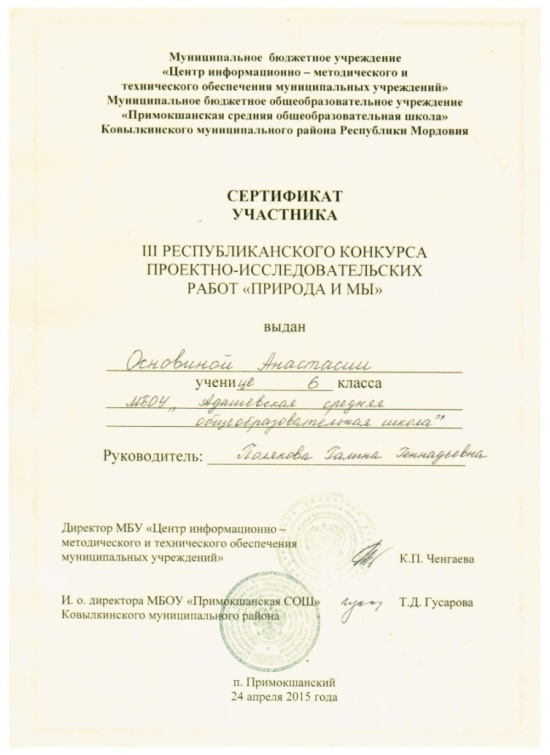 Муниципальное бюджетное учреждение
«Центр информационно – методического и
технического обеспечения муниципальных учреждений»
Муниципальное бюджетное общеобразовательное учреждение
«Примокшанская средняя общеобразовательная школа»
Ковылкинского муниципального района Республики Мордовия
СЕРТИФИКАТ
УЧАСТНИКА
III РЕСПУБЛИКАНСКОГО КОНКУРСА
ПРОЕКТНО-ИССЛЕДОВАТЕЛЬСКИХ
РАБОТ «ПРИРОДА И МЫ»
выдан
Основиной Анастасии
ученице 6 класса
МБОУ „Адашевская средняя
общеобразовательная школа”
Руководитель: Полякова Галина Геннадьевна
Директор МБУ «Центр информационно –
методического и технического обеспечения
муниципальных учреждений» К.П. Ченгаева
И. о. директора МБОУ «Примокшанская СОШ» Т.Д. Гусарова
Ковылкинского муниципального района
п. Примокшанский
24 апреля 2015 года